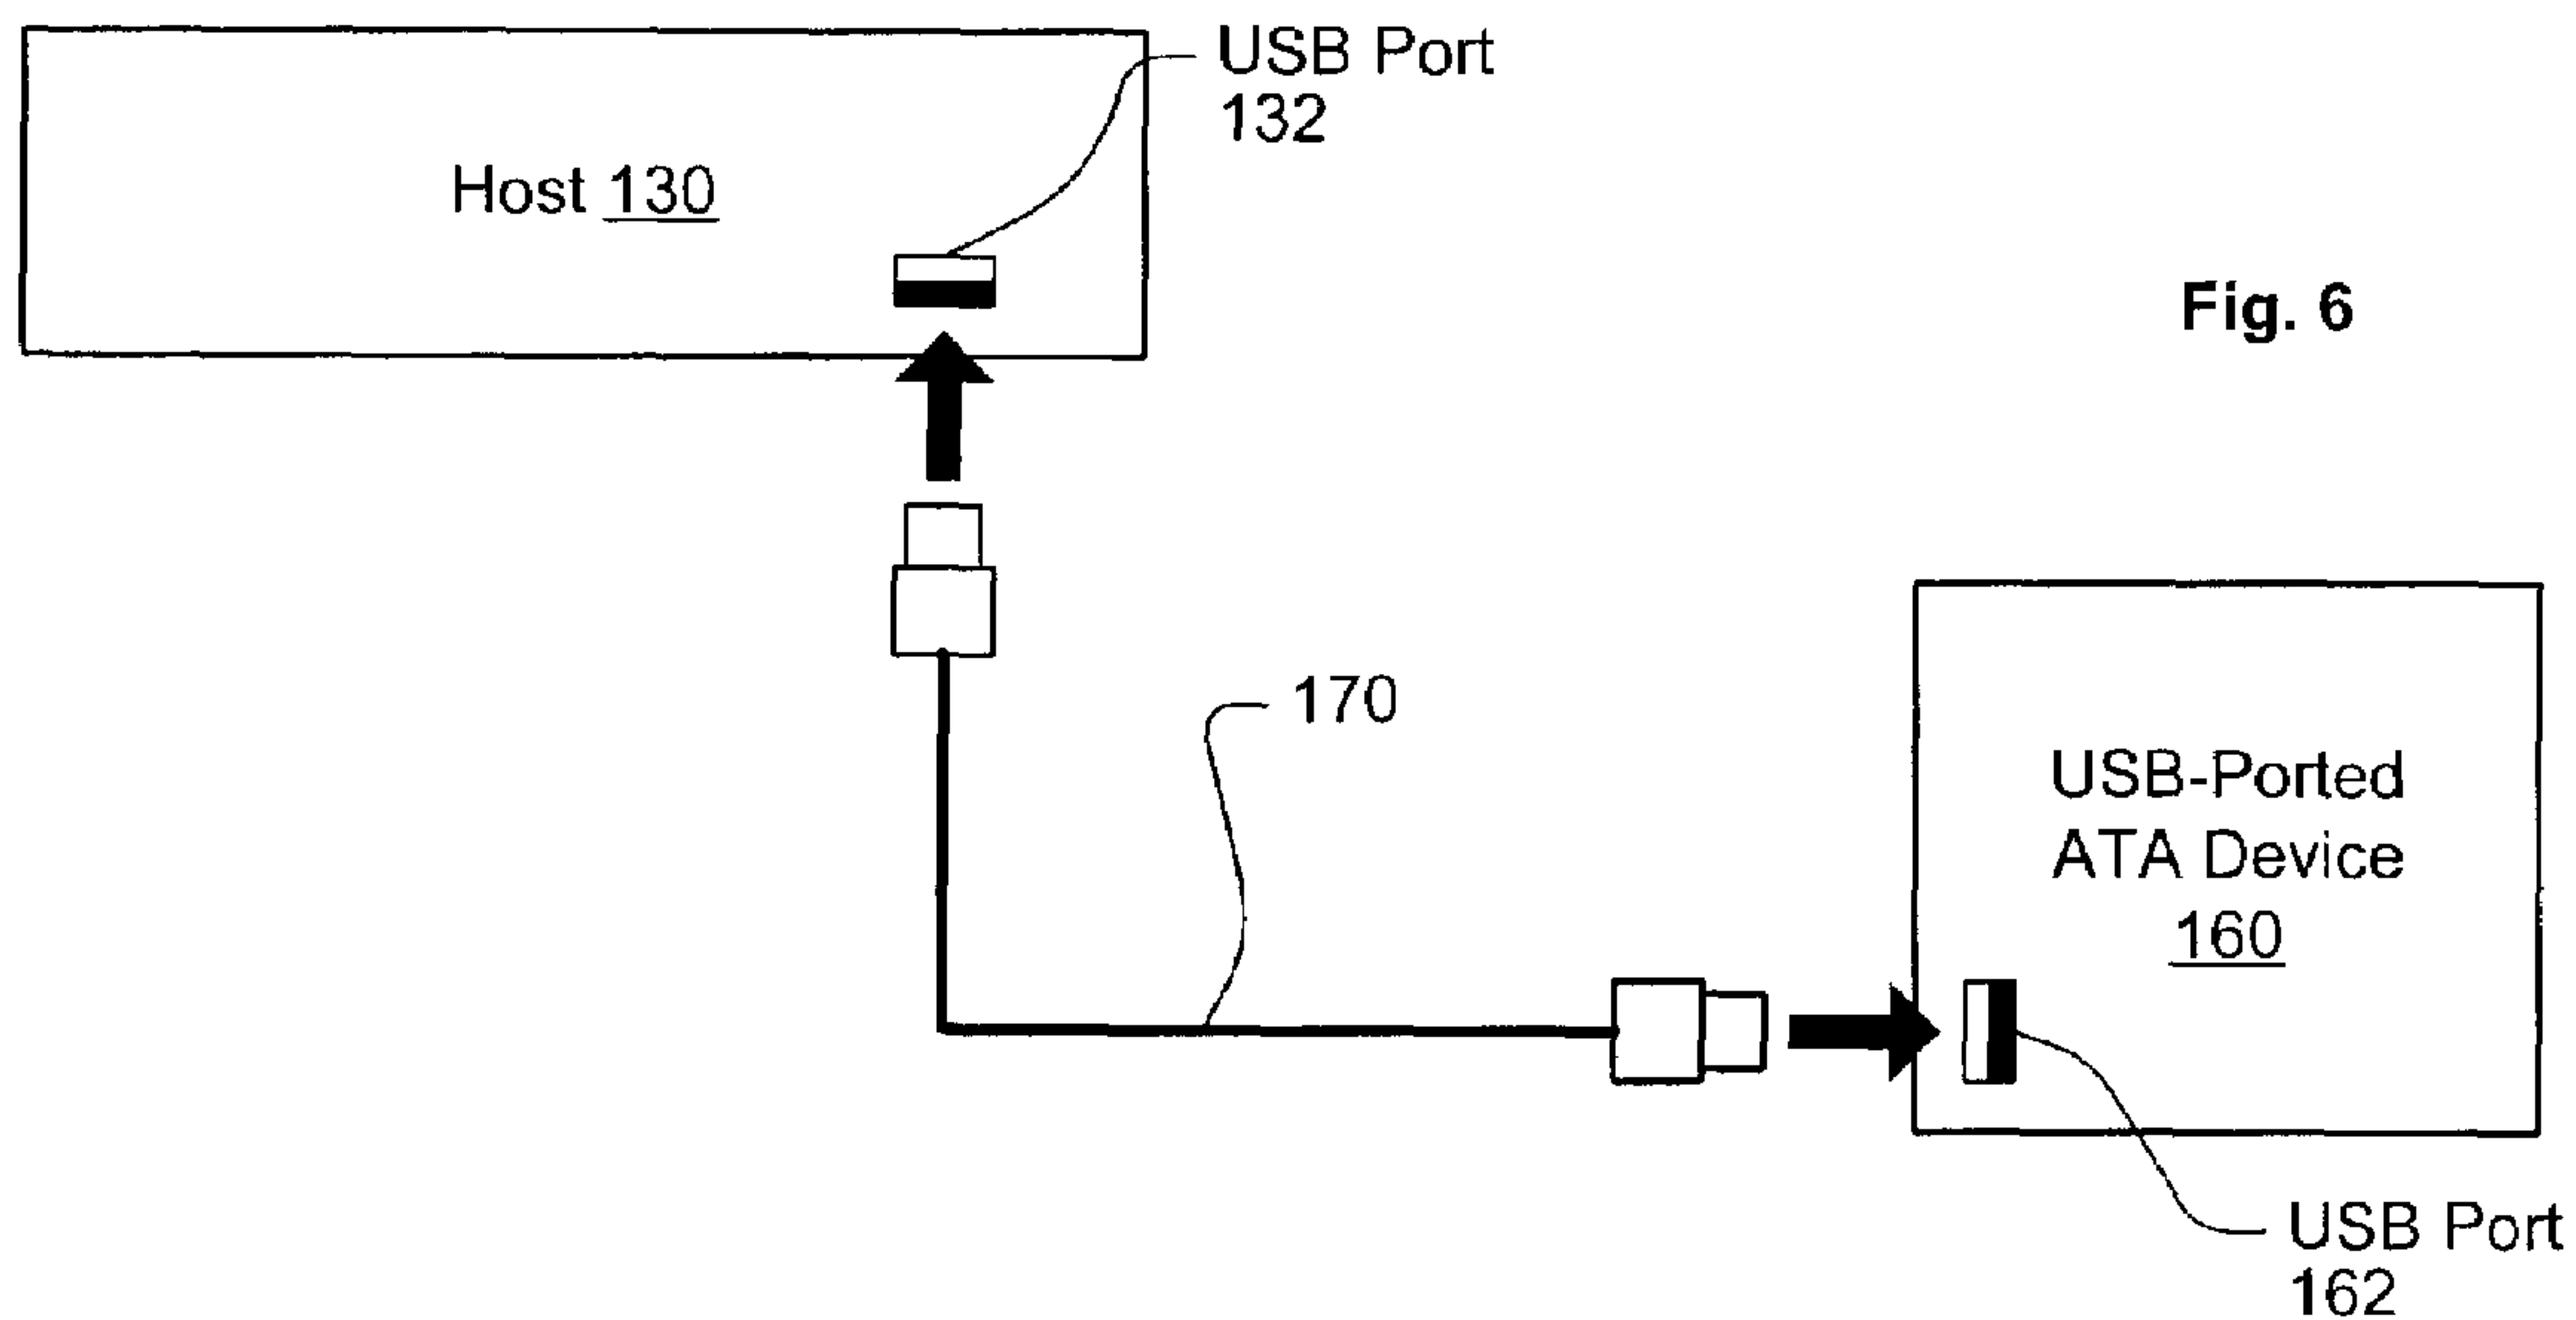 USB Port
132
Host 130
Fig. 6
170
USB-Ported
ATA Device
160
USB Port
162